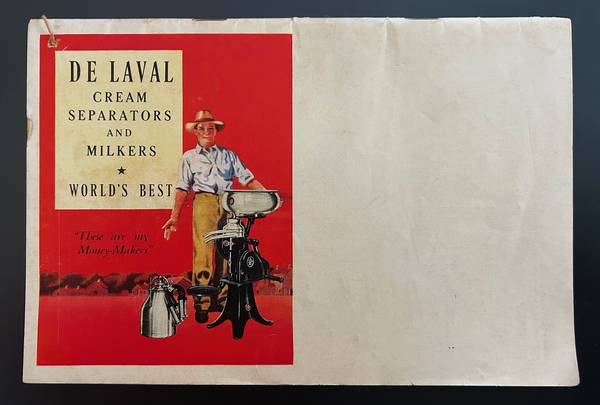 DE LAVAL
CREAM
SEPARATORS
AND
MILKERS
★
WORLD'S BEST
"These are my
Money-Makers"